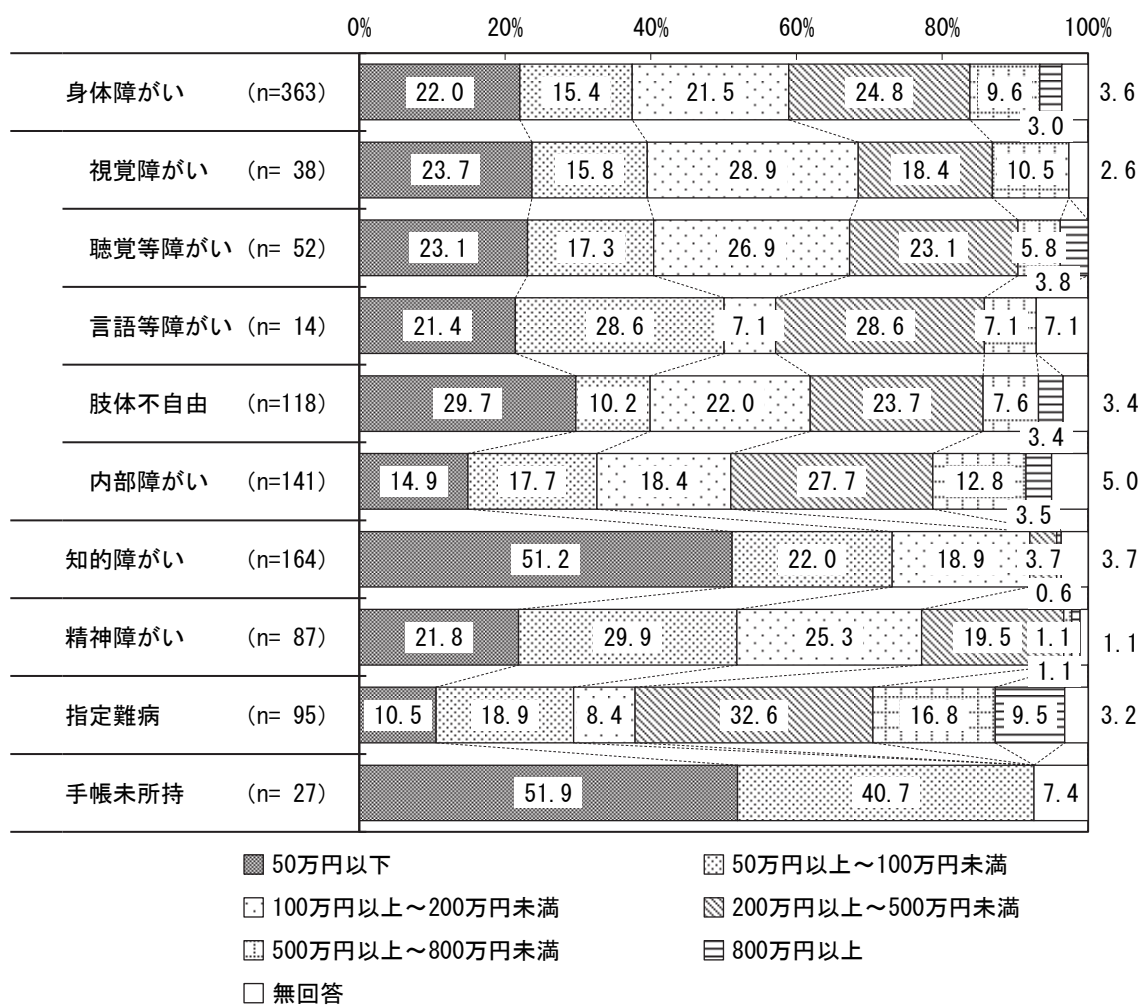 0% 20% 40% 60% 80% 100%
身体障がい (n=363) 22.0 15.4 21.5 24.8 9.6 3.0 3.6
視覚障がい (n= 38) 23.7 15.8 28.9 18.4 10.5 2.6
聴覚等障がい (n= 52) 23.1 17.3 26.9 23.1 5.8 3.8
言語等障がい (n= 14) 21.4 28.6 7.1 28.6 7.1 7.1
肢体不自由 (n=118) 29.7 10.2 22.0 23.7 7.6 3.4 3.4
内部障がい (n=141) 14.9 17.7 18.4 27.7 12.8 3.5 5.0
知的障がい (n=164) 51.2 22.0 18.9 3.7 0.6 3.7
精神障がい (n= 87) 21.8 29.9 25.3 19.5 1.1 1.1 1.1
指定難病 (n= 95) 10.5 18.9 8.4 32.6 16.8 9.5 3.2
手帳未所持 (n= 27) 51.9 40.7 7.4
50万円以下 50万円以上～100万円未満
100万円以上～200万円未満 200万円以上～500万円未満
500万円以上～800万円未満 800万円以上
無回答